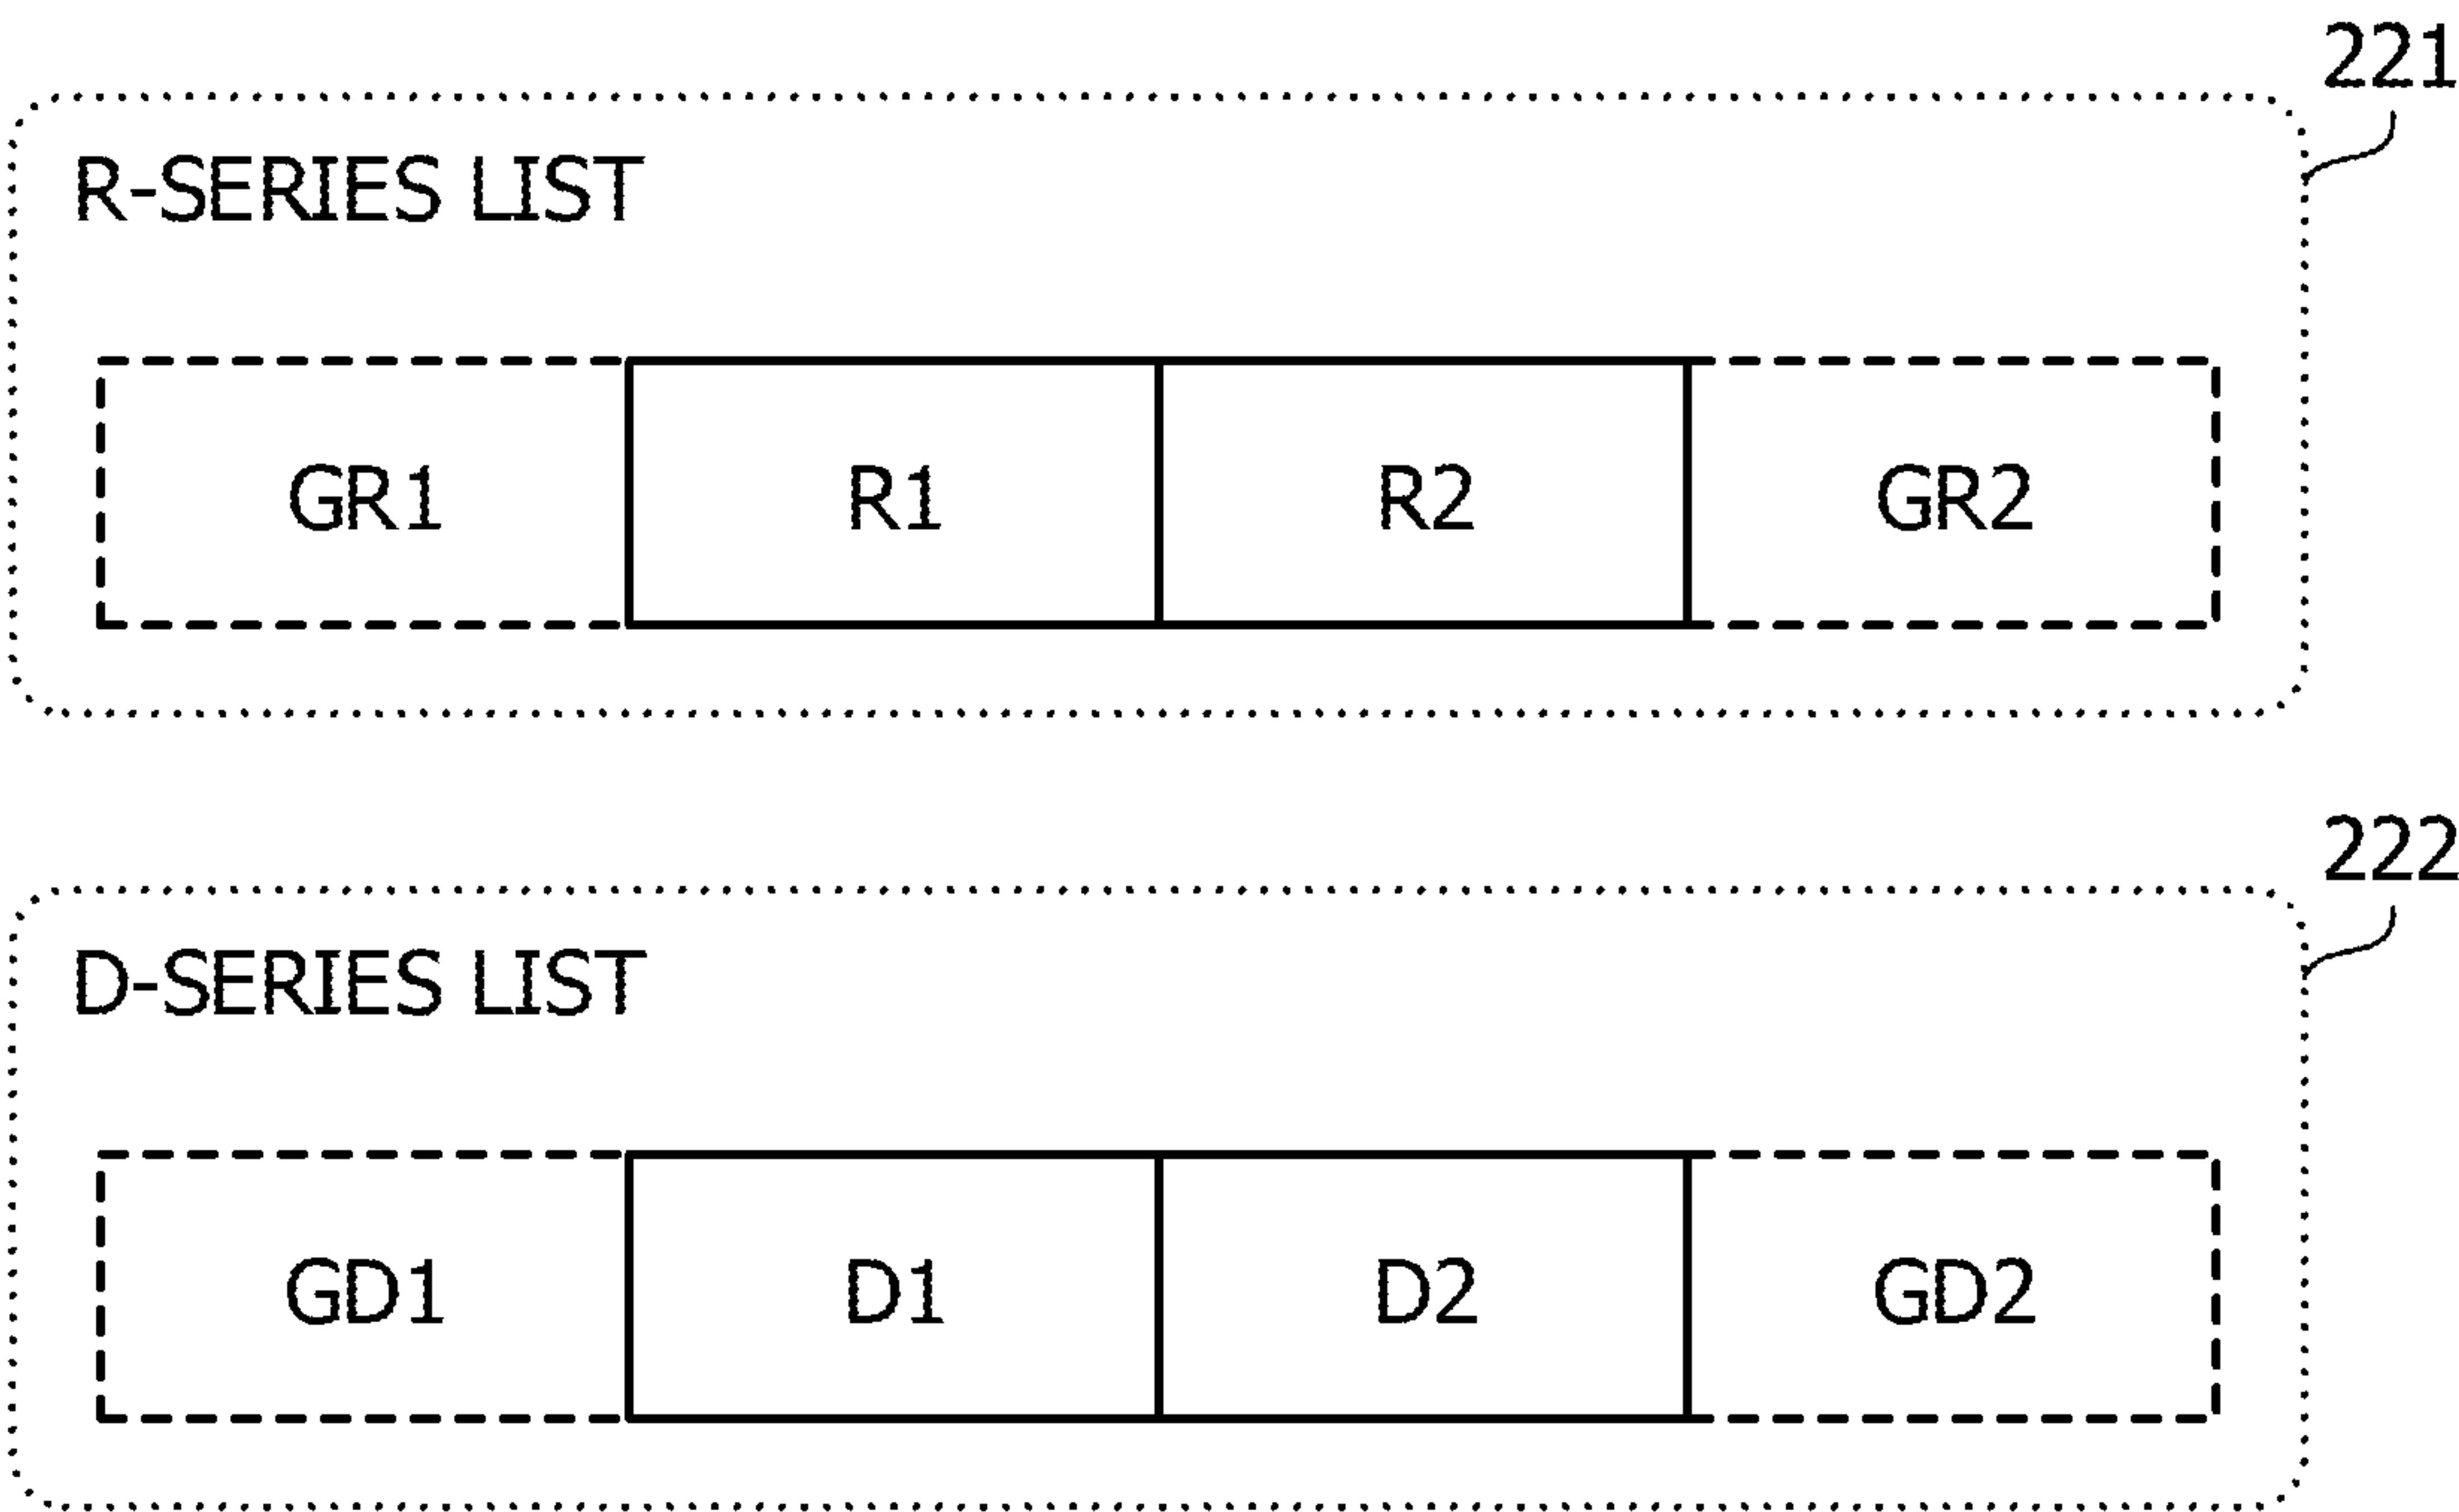 221
R-SERIES LIST
GR1 R1 R2 GR2
222
D-SERIES LIST
GD1 D1 D2 GD2